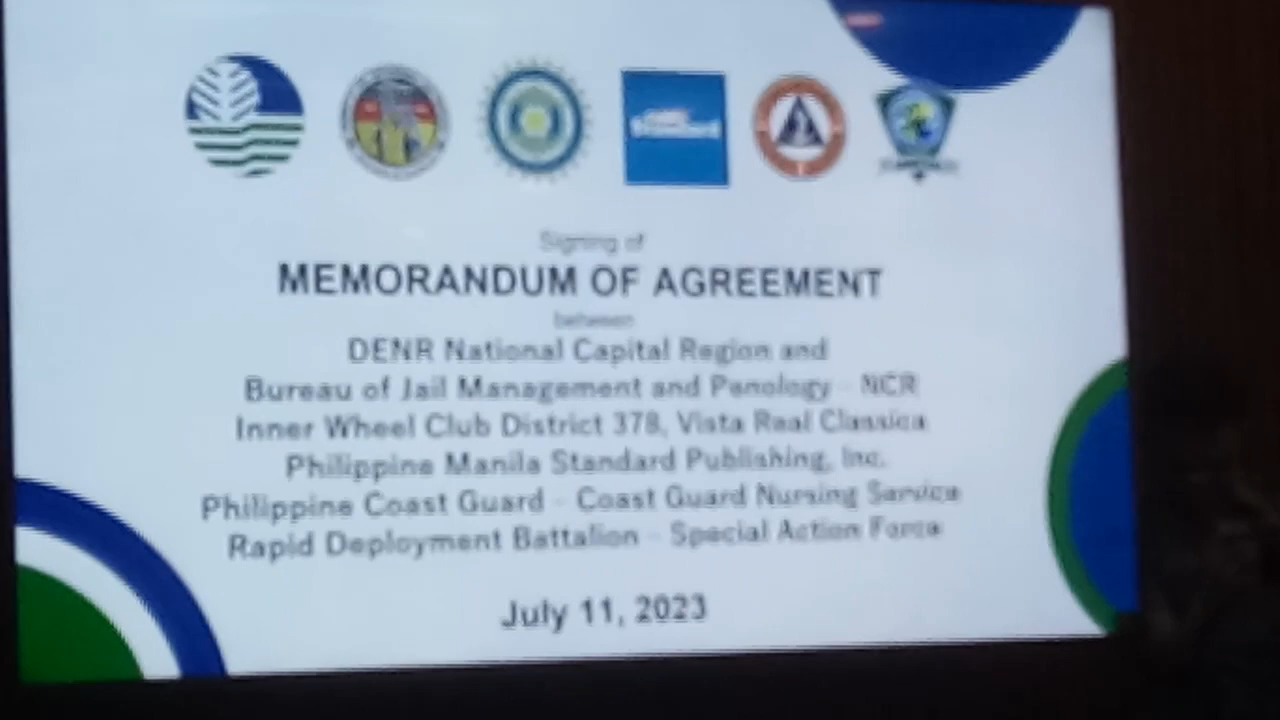 Standard
Signing of
MEMORANDUM OF AGREEMENT
between
DENR National Capital Region and
Bureau of Jail Management and Penology - NCR
Inner Wheel Club District 378, Vista Real Classica
Philippine Manila Standard Publishing, Inc.
Philippine Coast Guard - Coast Guard Nursing Service
Rapid Deployment Battalion - Special Action Force
July 11, 2023